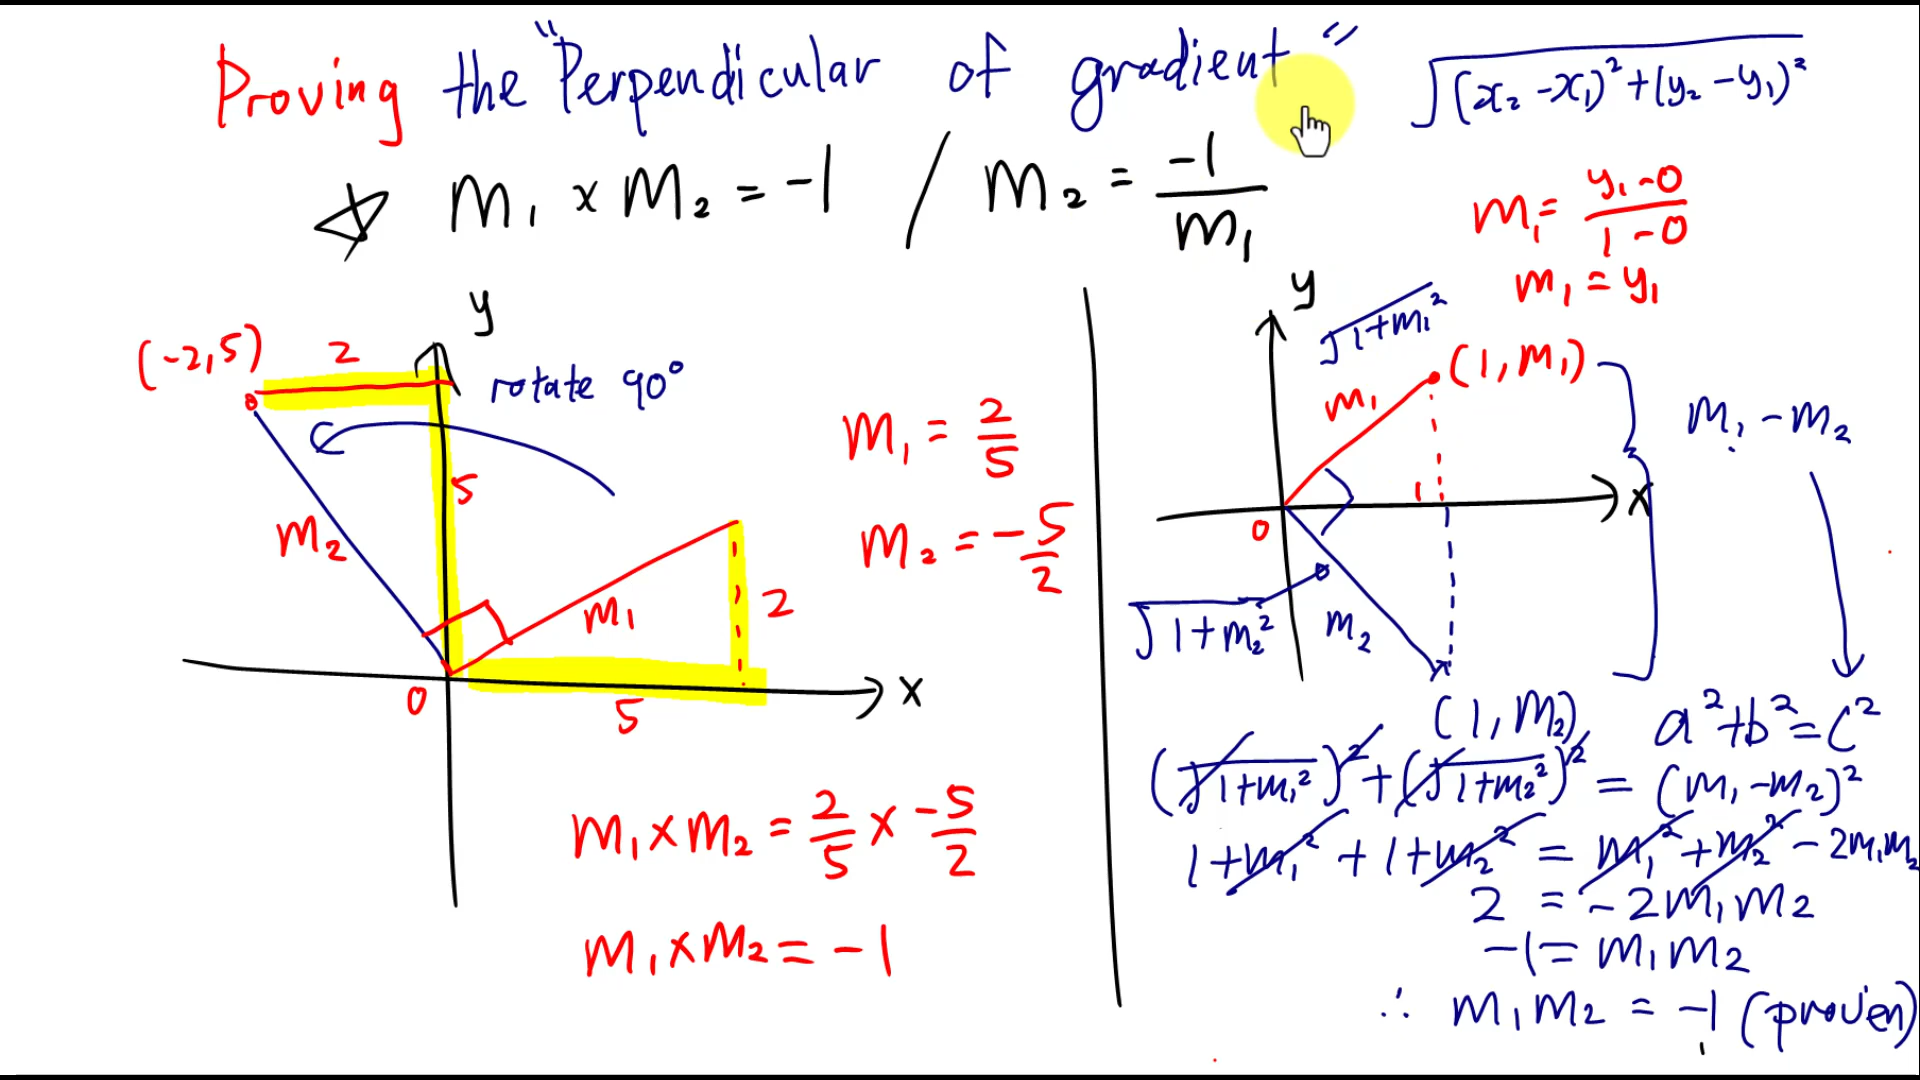 Proving the "Perpendicular of gradient"
√(x₂-x₁)²+(y₂-y₁)²
m₁ x m₂ = -1 / m₂ = -1/m₁
m₁ = y₁-0/1-0
m₁ = y₁
y
(-2,5)
2
rotate 90°
5
m₂
m₁
2
0
5
x
m₁ = 2/5
m₂ = -5/2
m₁ x m₂ = 2/5 x -5/2
m₁ x m₂ = -1
y
√1+m₁²
(1, m₁)
m₁
m₁ - m₂
1
x
0
√1+m₂²
m₂
(1, m₂)
a²+b²=c²
(√1+m₁²)²+(√1+m₂²)² = (m₁-m₂)²
1+m₁² + 1+m₂² = m₁²+m₂²-2m₁m₂
2 = -2m₁m₂
-1 = m₁m₂
∴ m₁m₂ = -1 (proven)